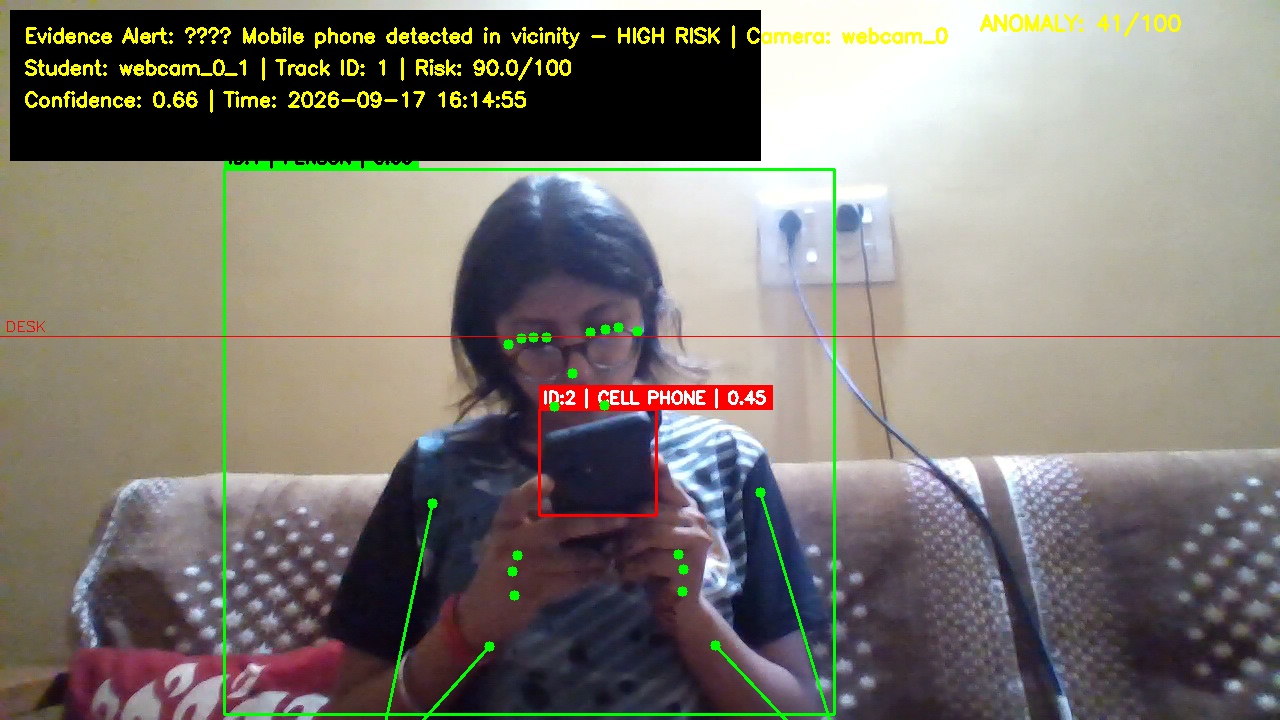 Evidence Alert: ???? Mobile phone detected in vicinity - HIGH RISK | Camera: webcam_0
ANOMALY: 41/100
Student: webcam_0_1 | Track ID: 1 | Risk: 90.0/100
Confidence: 0.66 | Time: 2026-09-17 16:14:55
PERSON
DESK
ID:2 | CELL PHONE | 0.45